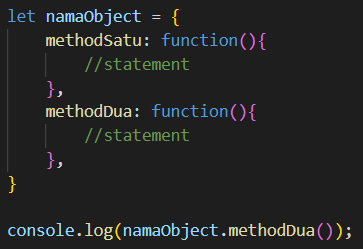 let namaObject = {
    methodSatu: function(){
        //statement
    },
    methodDua: function(){
        //statement
    },
}
console.log(namaObject.methodDua());